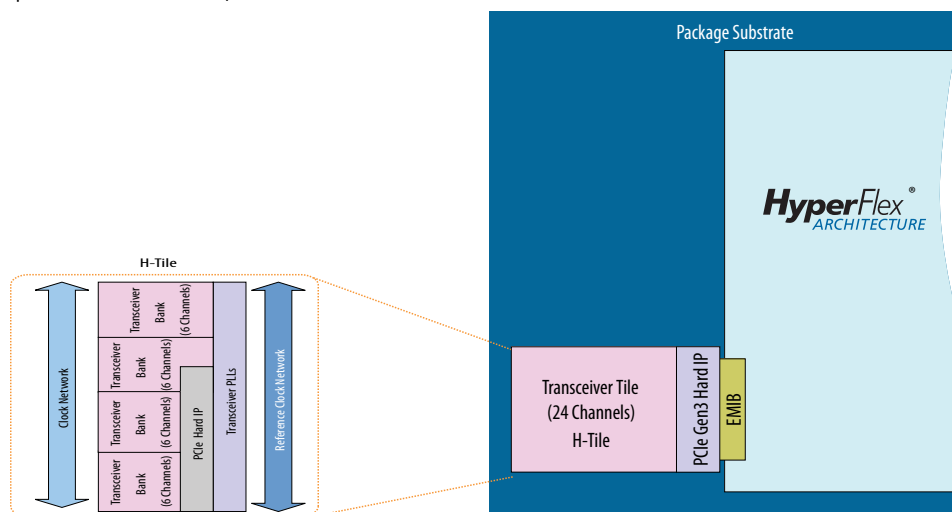 Package Substrate
HyperFlex®
ARCHITECTURE
H-Tile
Clock Network
Transceiver
Bank
(6 Channels)
Transceiver
Bank
(6 Channels)
Transceiver
Bank
(6 Channels)
Transceiver
Bank
(6 Channels)
PCIe Hard IP
Transceiver PLLs
Reference Clock Network
Transceiver Tile
(24 Channels)
H-Tile
PCIe Gen3 Hard IP
EMIB